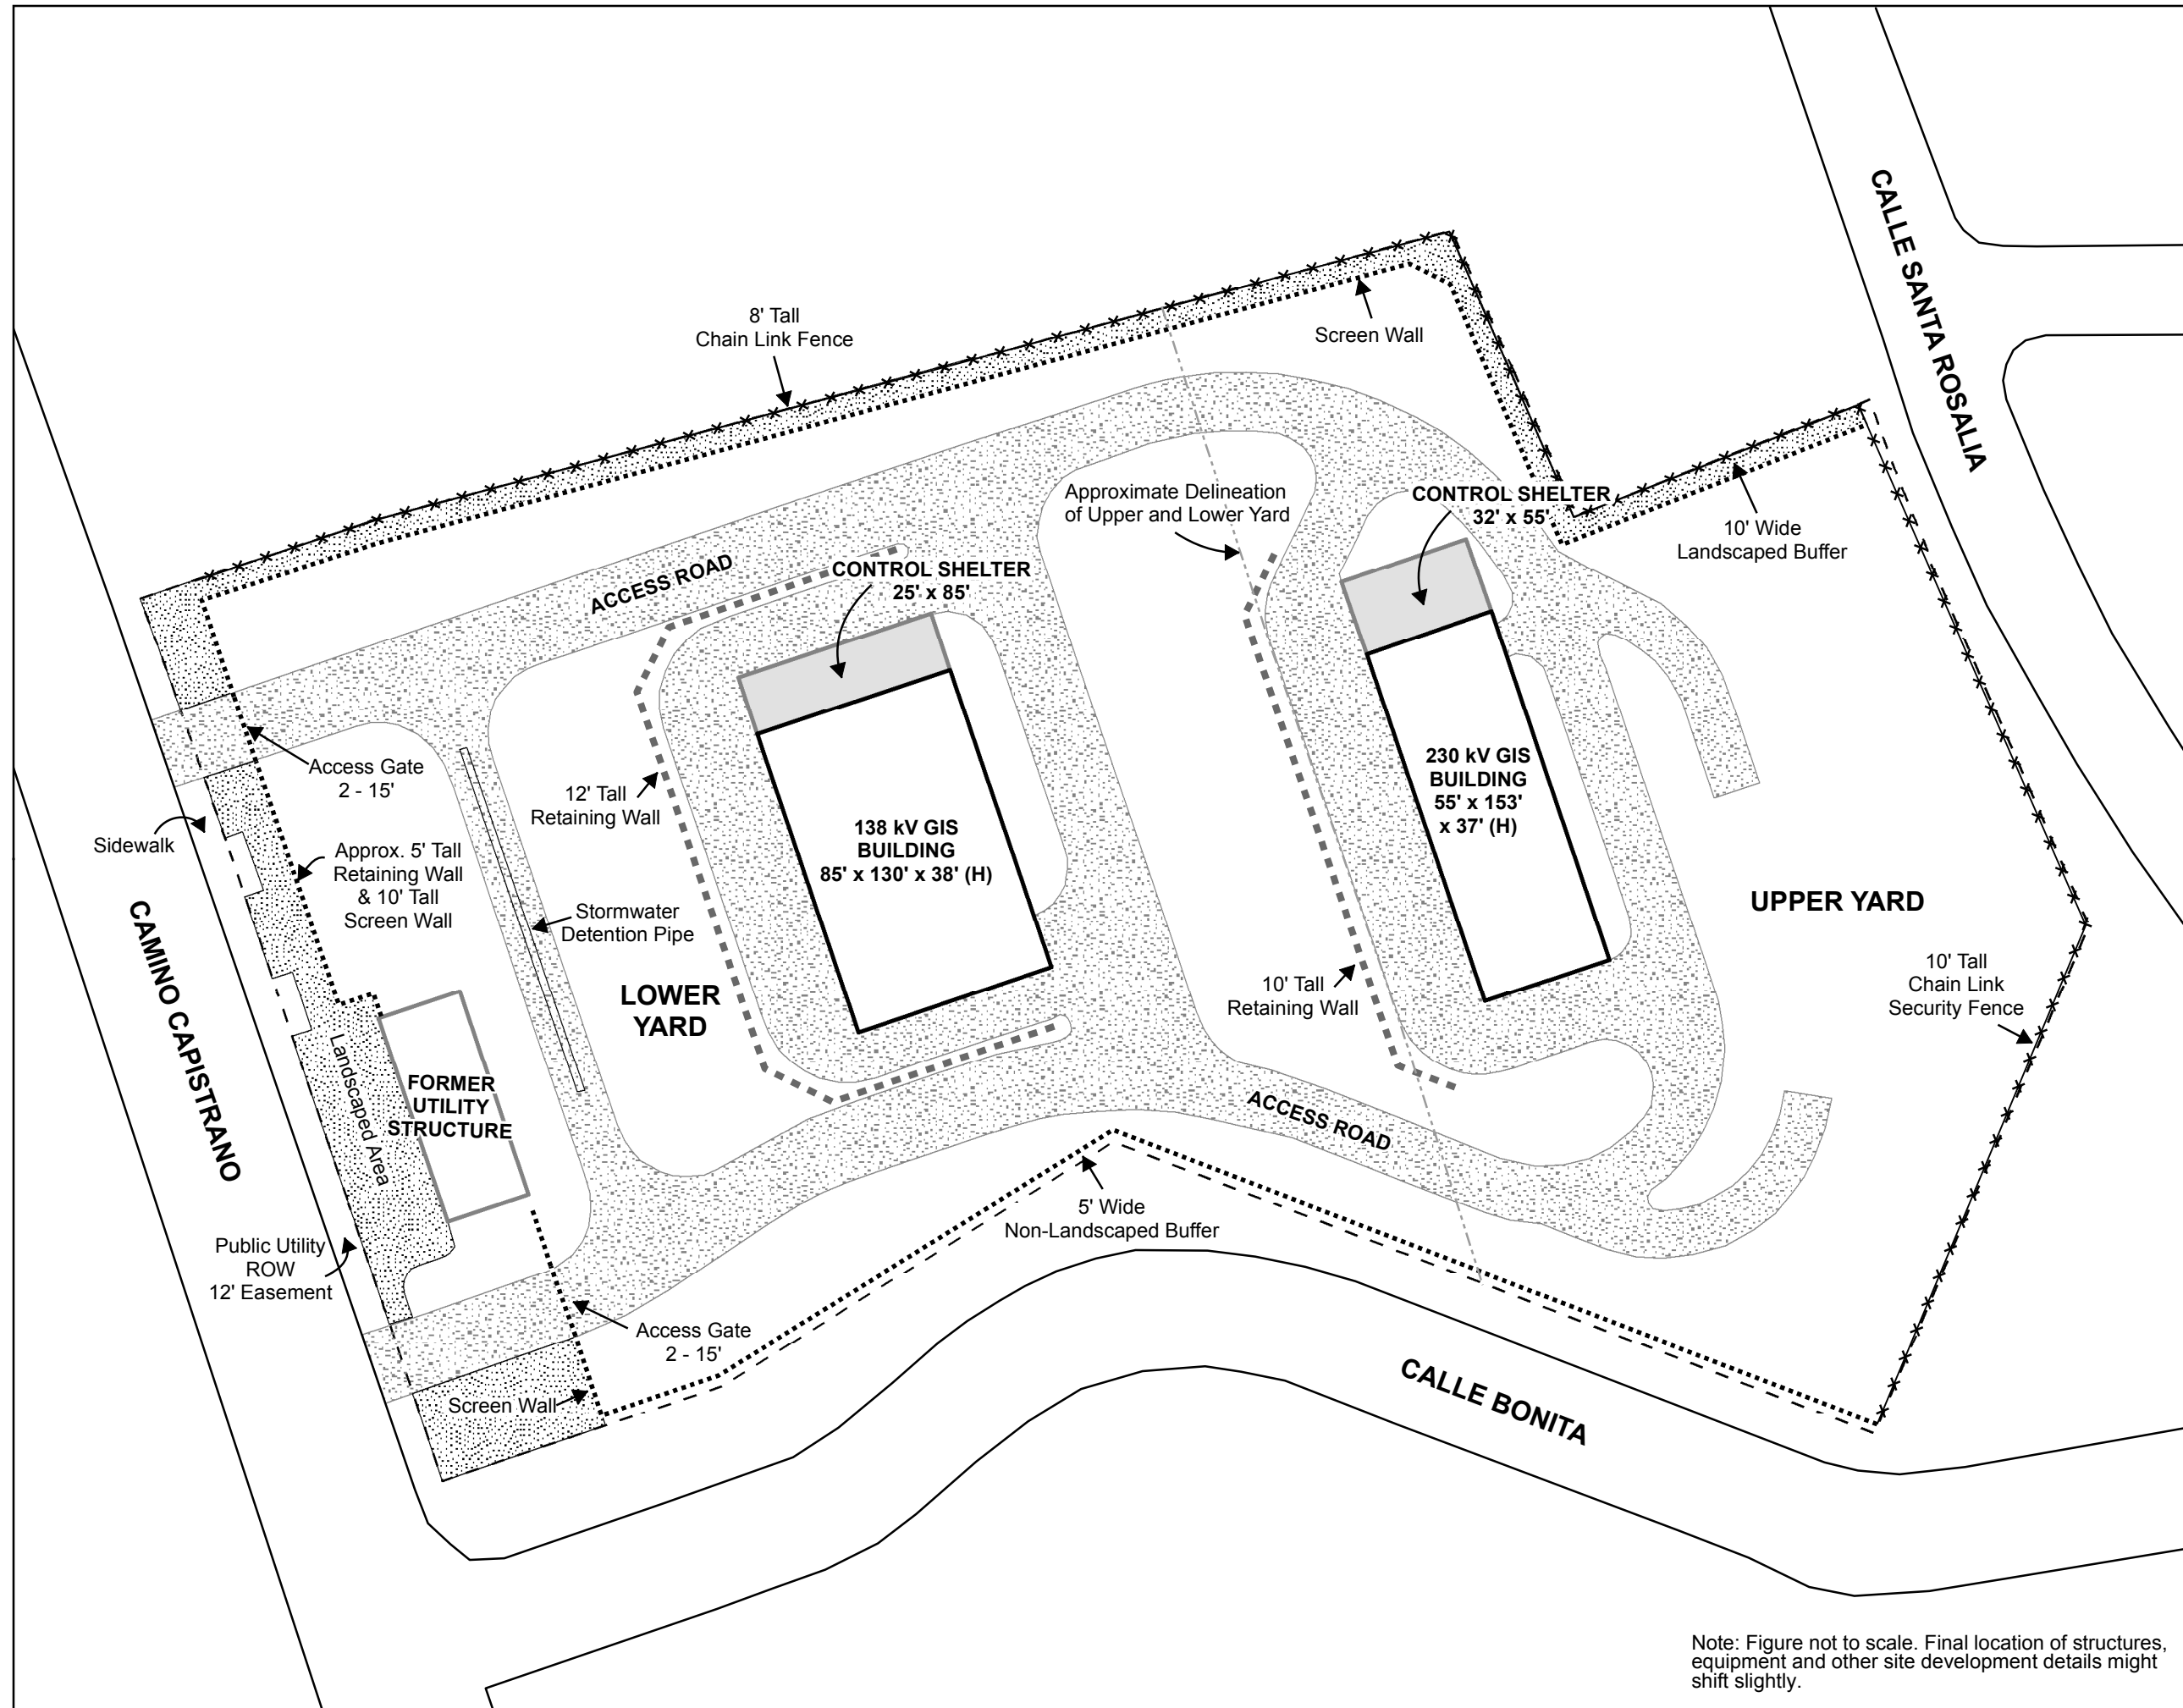 CALLE SANTA ROSALIA
8' Tall
Chain Link Fence
Screen Wall
Approximate Delineation
of Upper and Lower Yard
CONTROL SHELTER
32' x 55'
10' Wide
Landscaped Buffer
ACCESS ROAD
CONTROL SHELTER
25' x 85'
Access Gate
2 - 15'
12' Tall
Retaining Wall
230 kV GIS
BUILDING
55' x 153'
x 37' (H)
138 kV GIS
BUILDING
85' x 130' x 38' (H)
Sidewalk
Approx. 5' Tall
Retaining Wall
& 10' Tall
Screen Wall
Stormwater
Detention Pipe
UPPER YARD
CAMINO CAPISTRANO
LOWER
YARD
10' Tall
Retaining Wall
10' Tall
Chain Link
Security Fence
Landscaped Area
FORMER
UTILITY
STRUCTURE
ACCESS ROAD
5' Wide
Non-Landscaped Buffer
Public Utility
ROW
12' Easement
Access Gate
2 - 15'
Screen Wall
CALLE BONITA
Note: Figure not to scale. Final location of structures,
equipment and other site development details might
shift slightly.